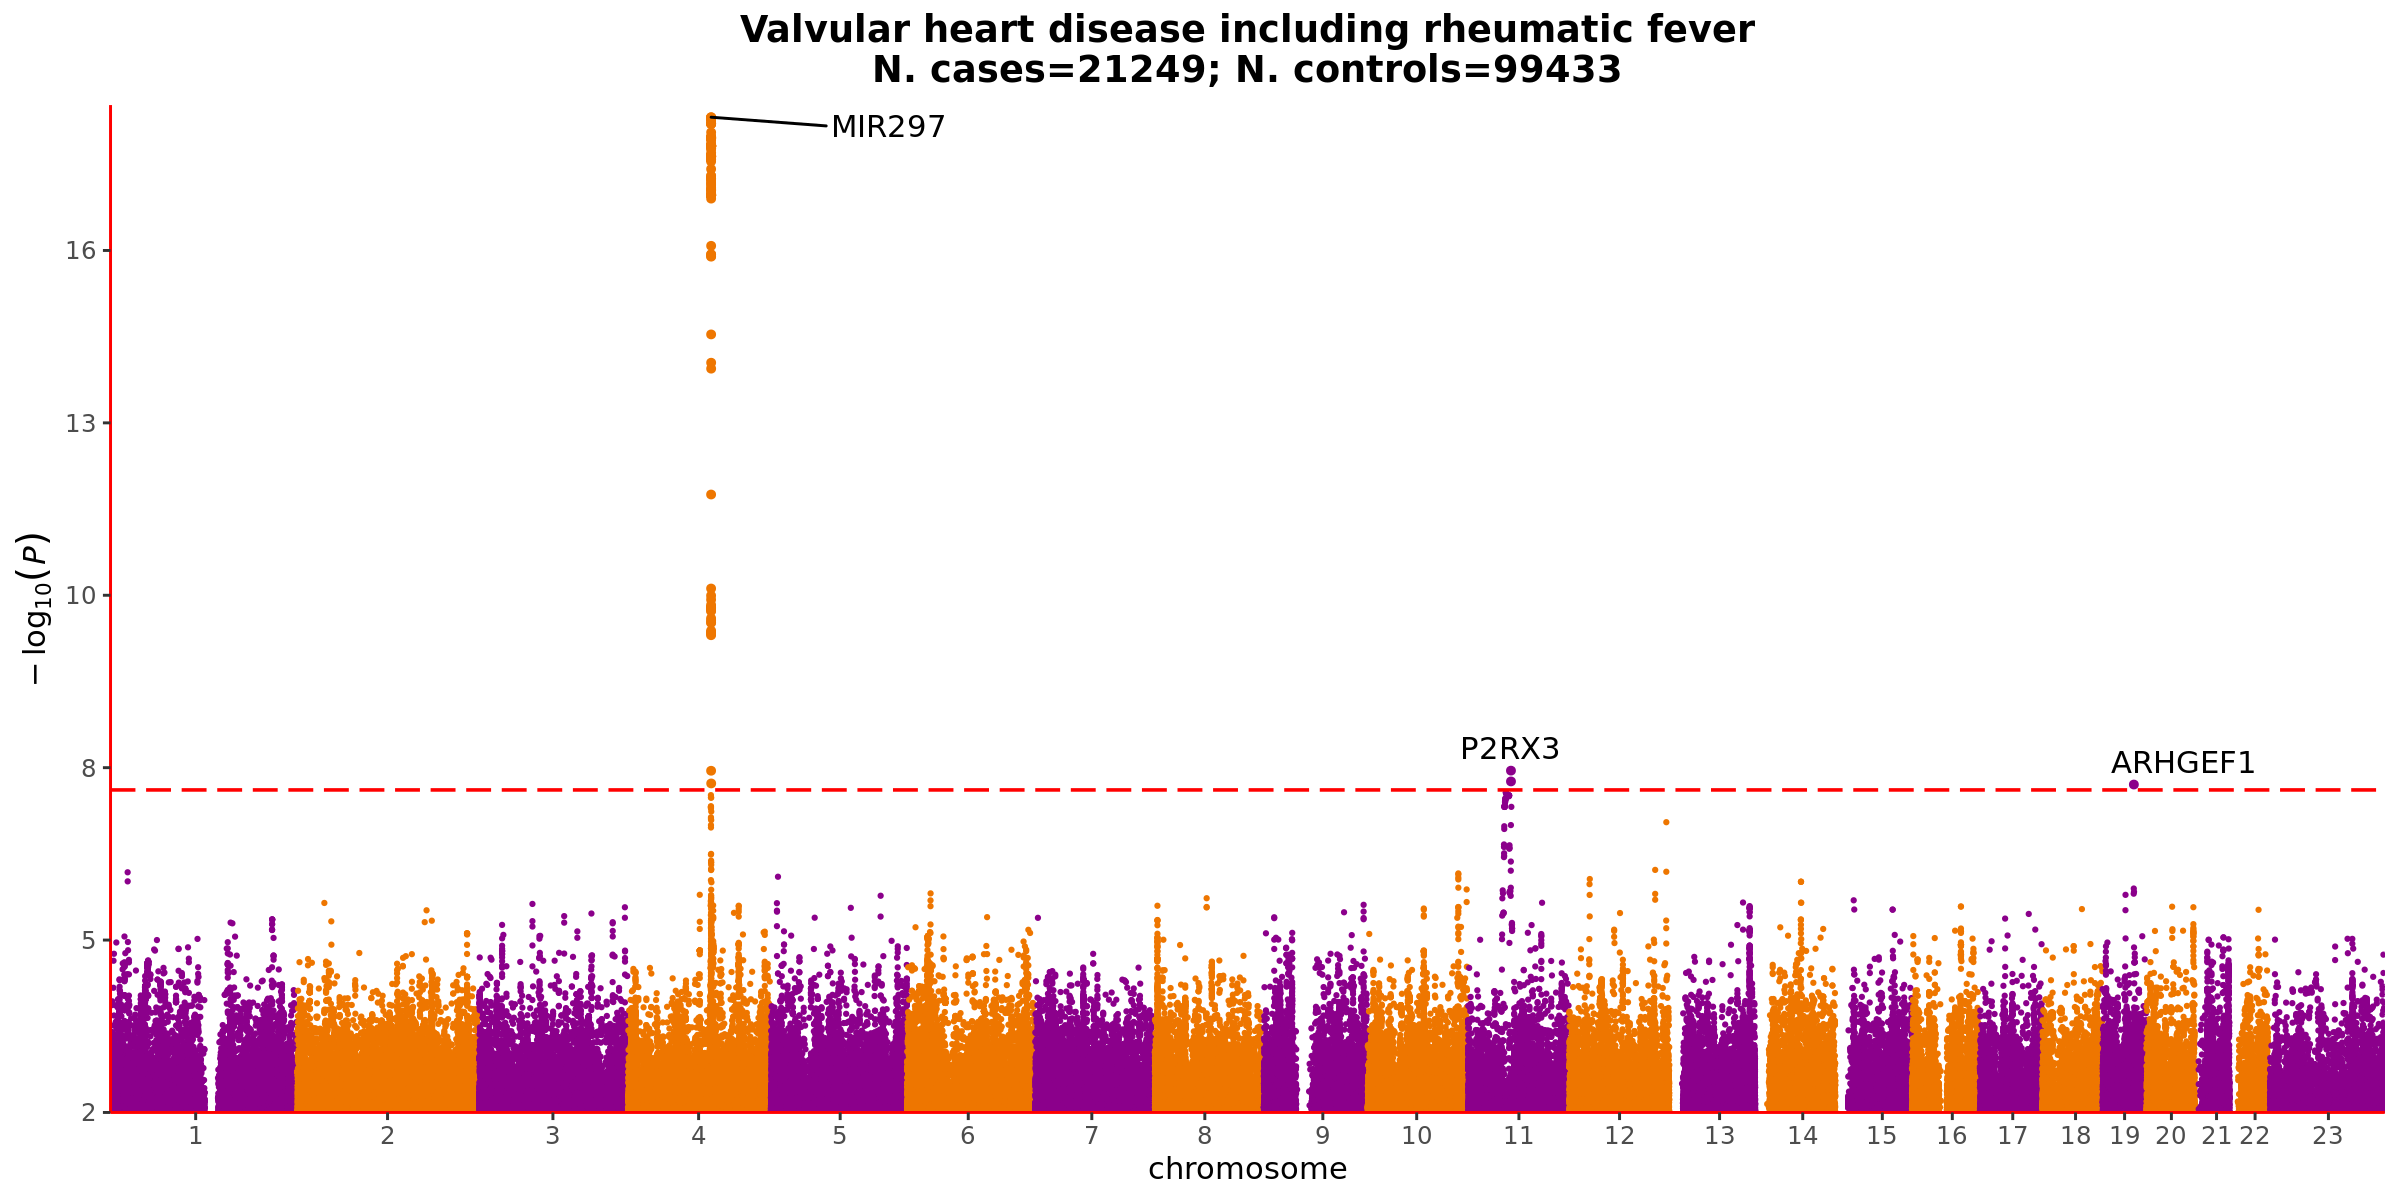 Valvular heart disease including rheumatic fever
N. cases=21249; N. controls=99433
MIR297
16
13
10
P2RX3
ARHGEF1
8
5
2
−log10(P)
1 2 3 4 5 6 7 8 9 10 11 12 13 14 15 16 17 18 19 20 21 22 23
chromosome